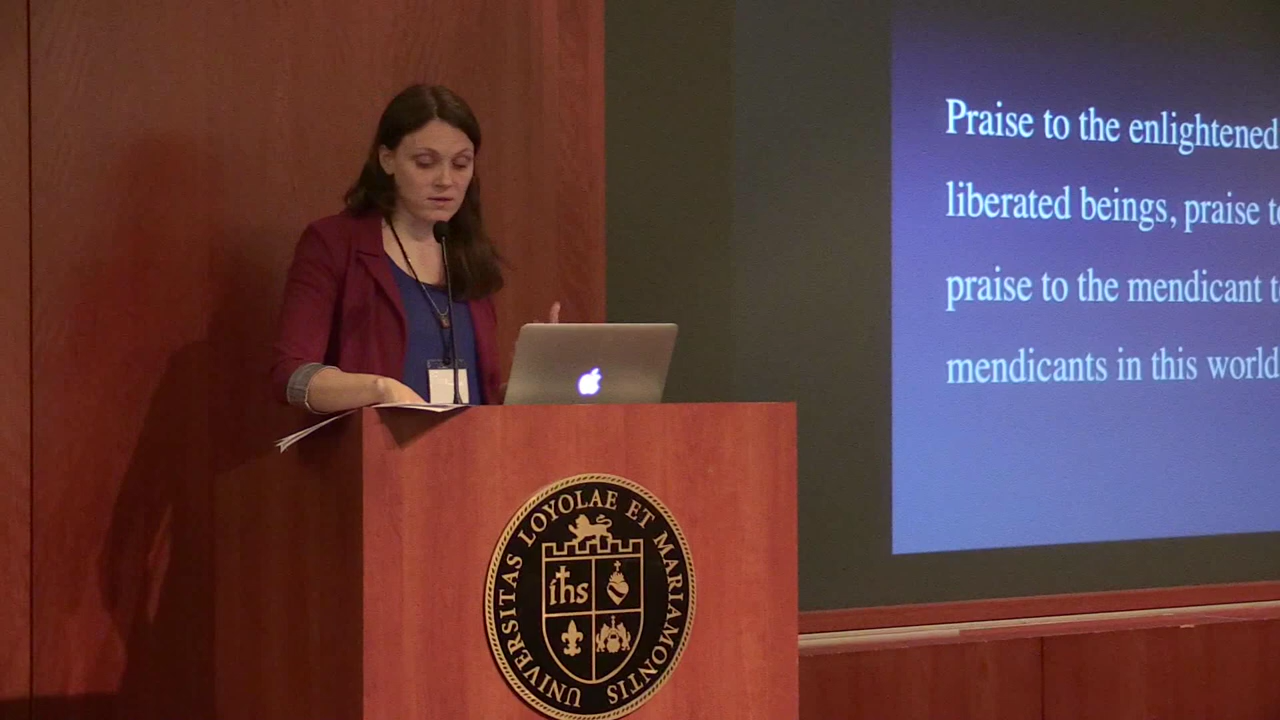 Praise to the enlightened
liberated beings, praise
praise to the mendicant
mendicants in this world
UNIVERSITAS LOYOLAE ET MARIAMONTIS
ihs